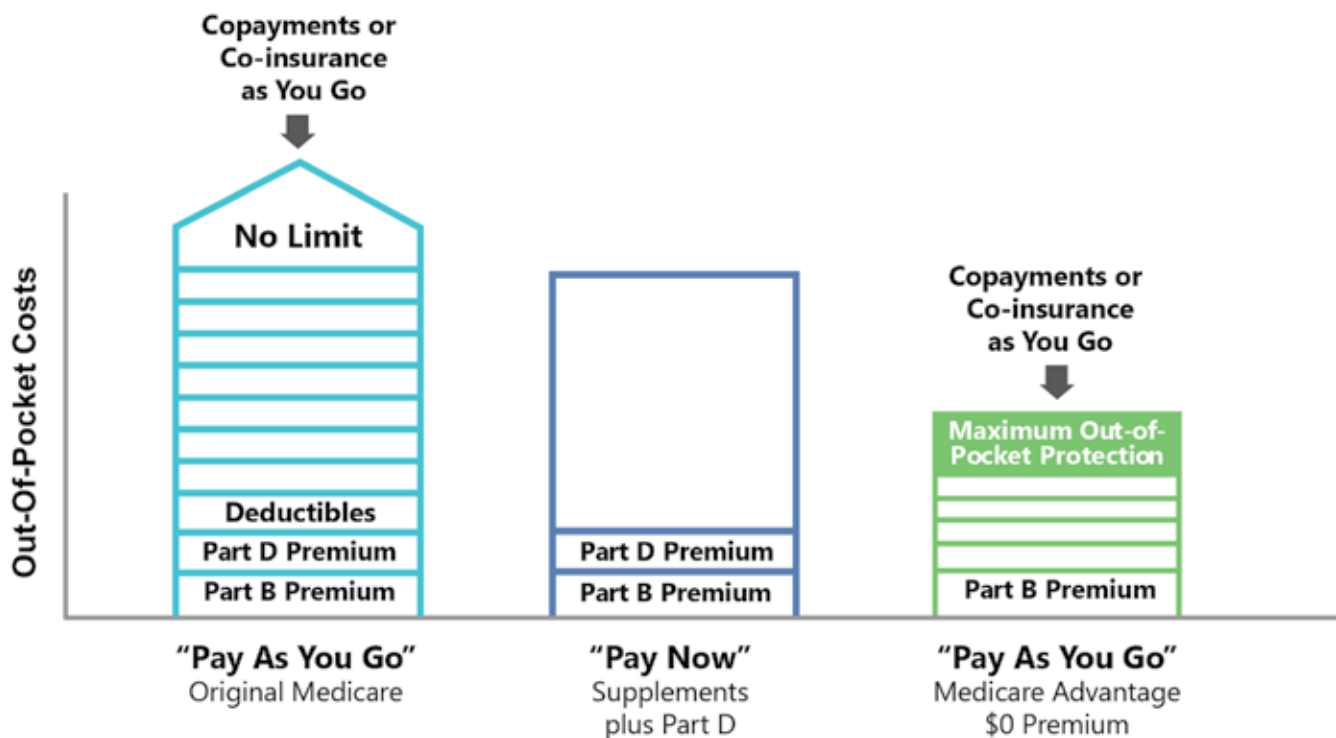 Copayments or
Co-insurance
as You Go
No Limit
Deductibles
Part D Premium
Part B Premium
Part D Premium
Part B Premium
Copayments or
Co-insurance
as You Go
Maximum Out-of-
Pocket Protection
Part B Premium
Out-Of-Pocket Costs
“Pay As You Go”
Original Medicare
“Pay Now”
Supplements
plus Part D
“Pay As You Go”
Medicare Advantage
$0 Premium